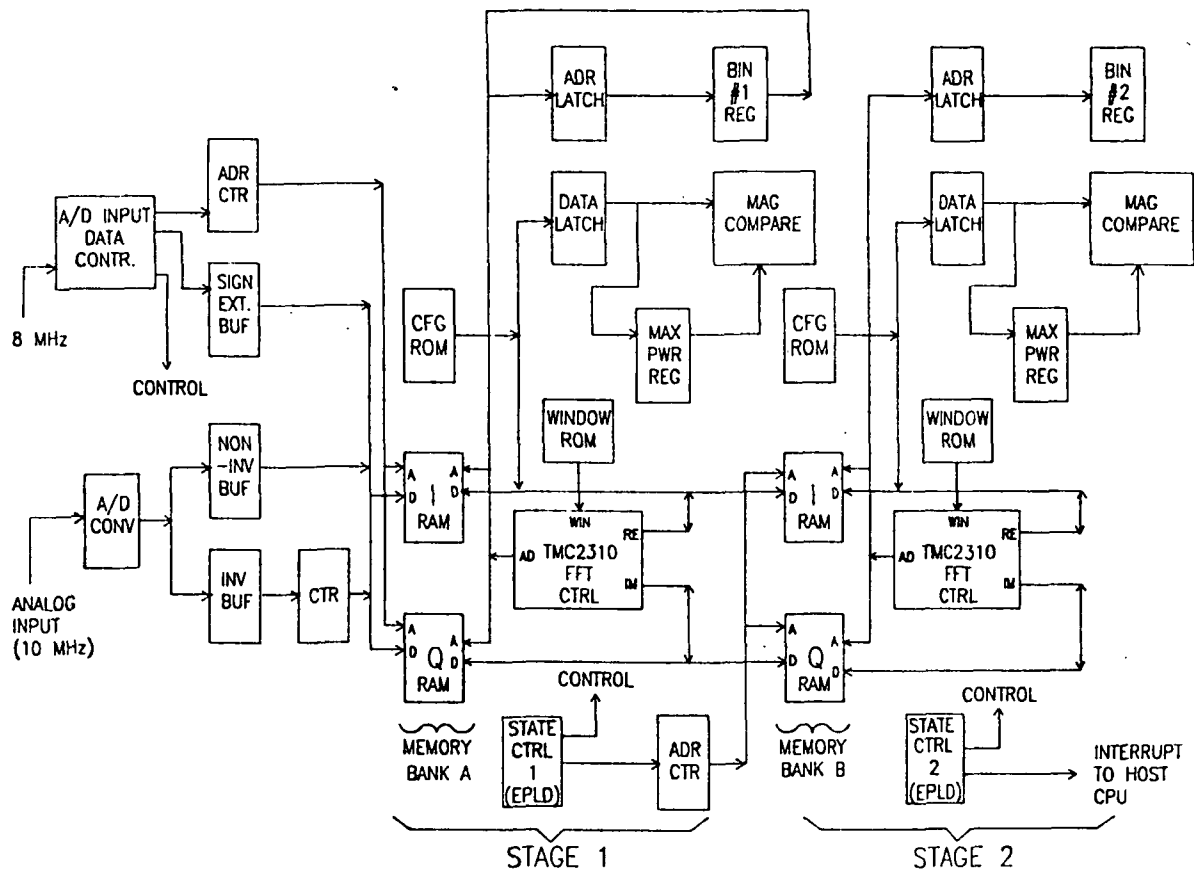 ADR
LATCH
BIN
#1
REG
ADR
LATCH
BIN
#2
REG
ADR
CTR
A/D INPUT
DATA
CONTR.
8 MHz
SIGN
EXT.
BUF
CONTROL
DATA
LATCH
MAG
COMPARE
DATA
LATCH
MAG
COMPARE
CFG
ROM
MAX
PWR
REG
CFG
ROM
MAX
PWR
REG
WINDOW
ROM
WINDOW
ROM
NON
-INV
BUF
A/D
CONV
ANALOG
INPUT
(10 MHz)
INV
BUF
CTR
A A
D I D
RAM
WIN
RE
AD TMC2310
FFT
CTRL
IM
A A
D I D
RAM
WIN
RE
AD TMC2310
FFT
CTRL
IM
A A
D Q D
RAM
A A
D Q D
RAM
MEMORY
BANK A
CONTROL
STATE
CTRL
1
(EPLD)
ADR
CTR
MEMORY
BANK B
CONTROL
STATE
CTRL
2
(EPLD)
INTERRUPT
TO HOST
CPU
STAGE 1
STAGE 2